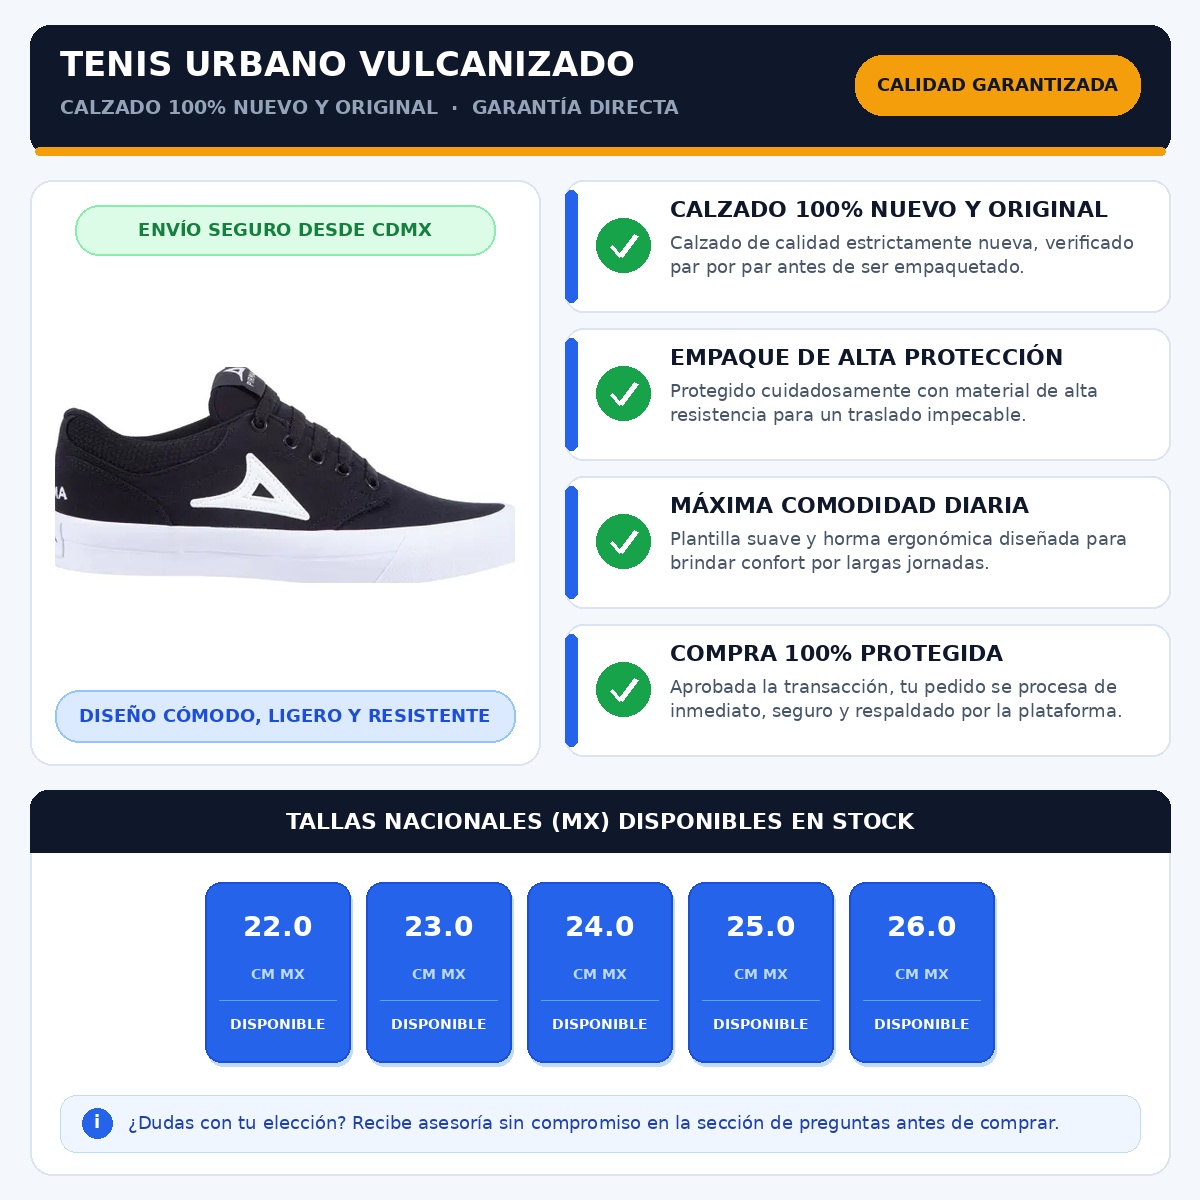 TENIS URBANO VULCANIZADO
CALZADO 100% NUEVO Y ORIGINAL · GARANTÍA DIRECTA
CALIDAD GARANTIZADA
ENVÍO SEGURO DESDE CDMX
DISEÑO CÓMODO, LIGERO Y RESISTENTE
CALZADO 100% NUEVO Y ORIGINAL
Calzado de calidad estrictamente nueva, verificado
par por par antes de ser empaquetado.
EMPAQUE DE ALTA PROTECCIÓN
Protegido cuidadosamente con material de alta
resistencia para un traslado impecable.
MÁXIMA COMODIDAD DIARIA
Plantilla suave y horma ergonómica diseñada para
brindar confort por largas jornadas.
COMPRA 100% PROTEGIDA
Aprobada la transacción, tu pedido se procesa de
inmediato, seguro y respaldado por la plataforma.
TALLAS NACIONALES (MX) DISPONIBLES EN STOCK
22.0
CM MX
DISPONIBLE
23.0
CM MX
DISPONIBLE
24.0
CM MX
DISPONIBLE
25.0
CM MX
DISPONIBLE
26.0
CM MX
DISPONIBLE
i
¿Dudas con tu elección? Recibe asesoría sin compromiso en la sección de preguntas antes de comprar.